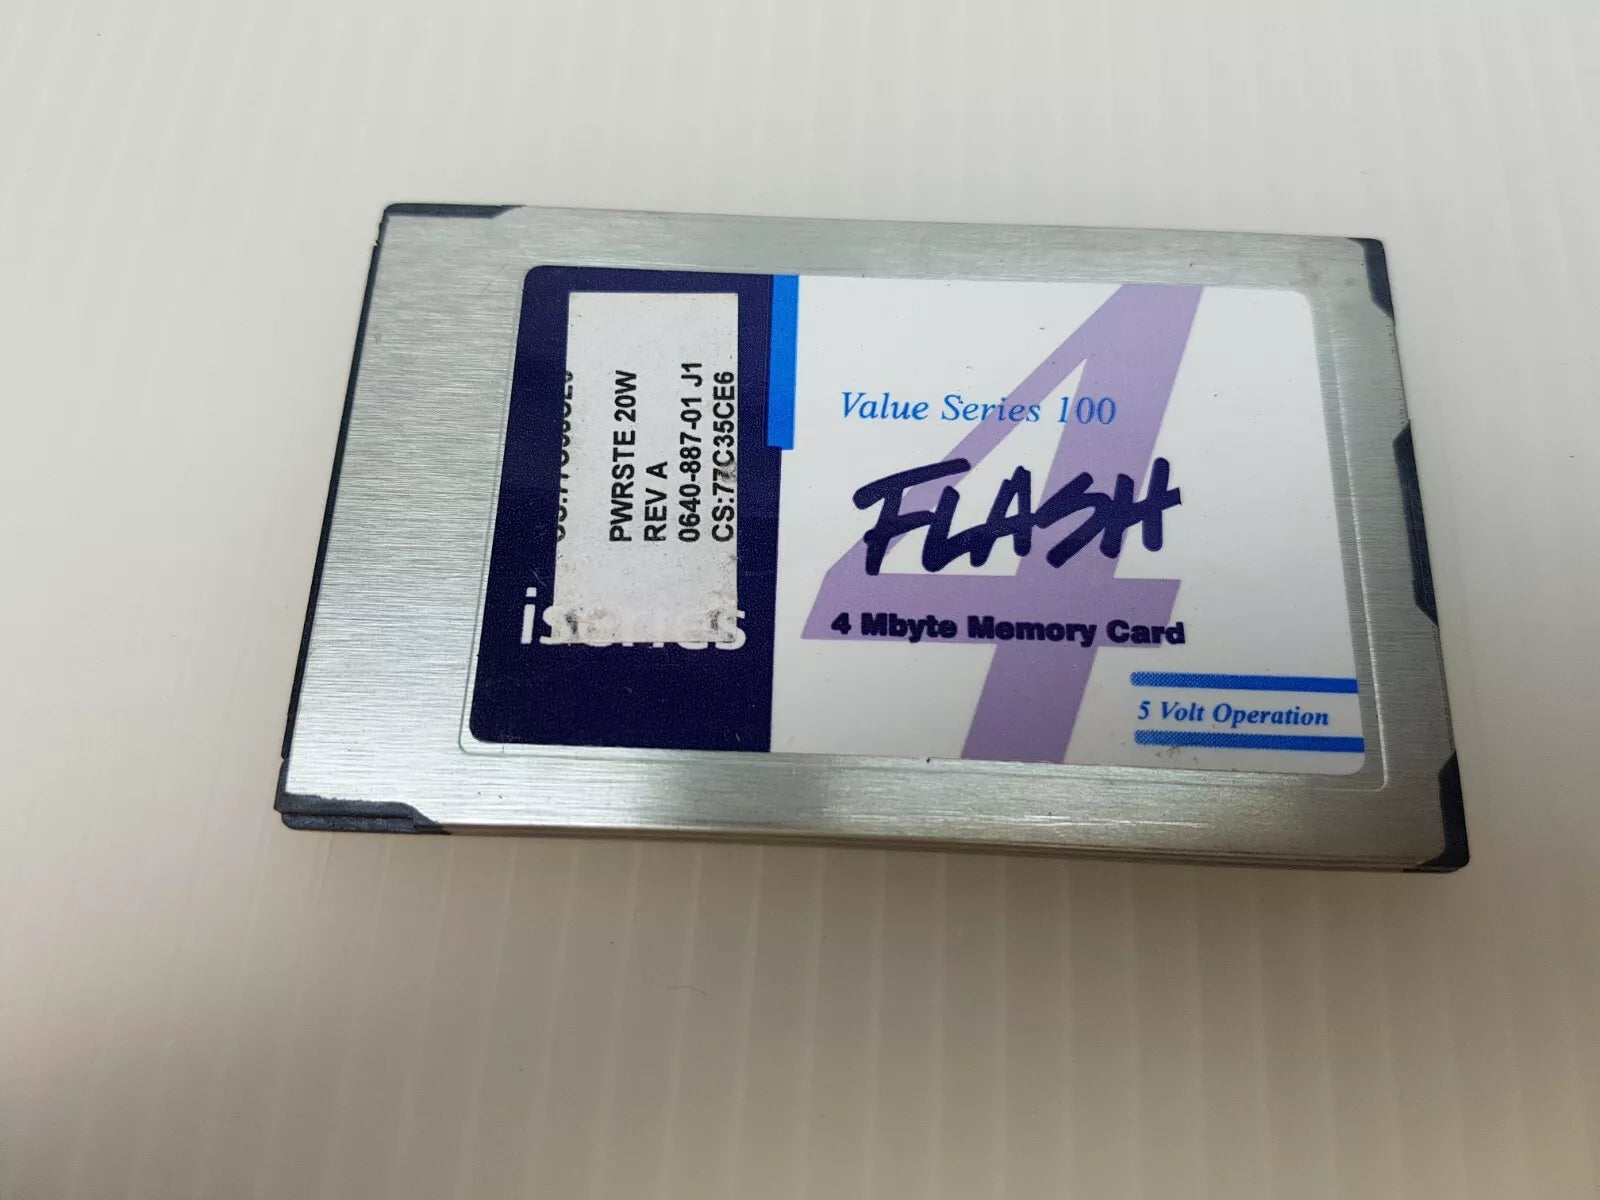 PWRSTE 20W
REV A
0640-887-01 J1
CS:77C35CE6
iseries
Value Series 100
4
FLASH
4 Mbyte Memory Card
5 Volt Operation